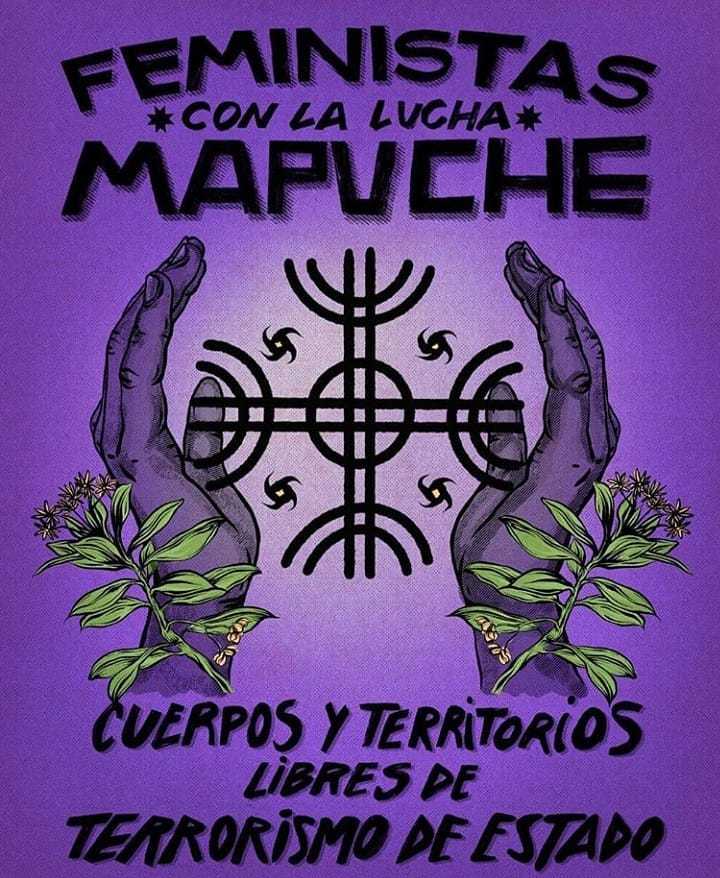 FEMINISTAS
CON LA LUCHA
MAPUCHE
CUERPOS Y TERRITORIOS
LIBRES DE
TERRORISMO DE ESTADO